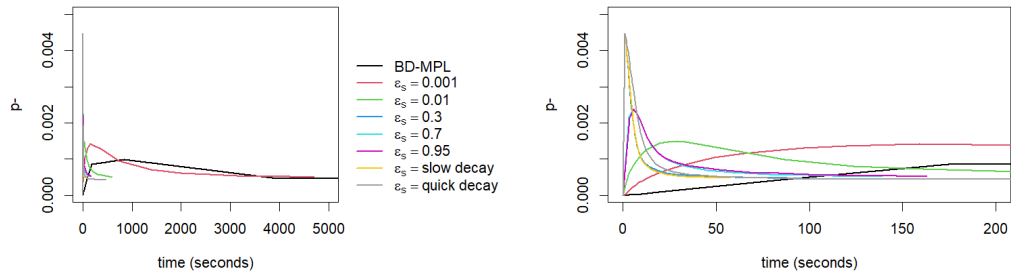 0.004
0.002
0.000
p-
0 1000 2000 3000 4000 5000
time (seconds)
BD-MPL
εs = 0.001
εs = 0.01
εs = 0.3
εs = 0.7
εs = 0.95
εs = slow decay
εs = quick decay
0.004
0.002
0.000
p-
0 50 100 150 200
time (seconds)